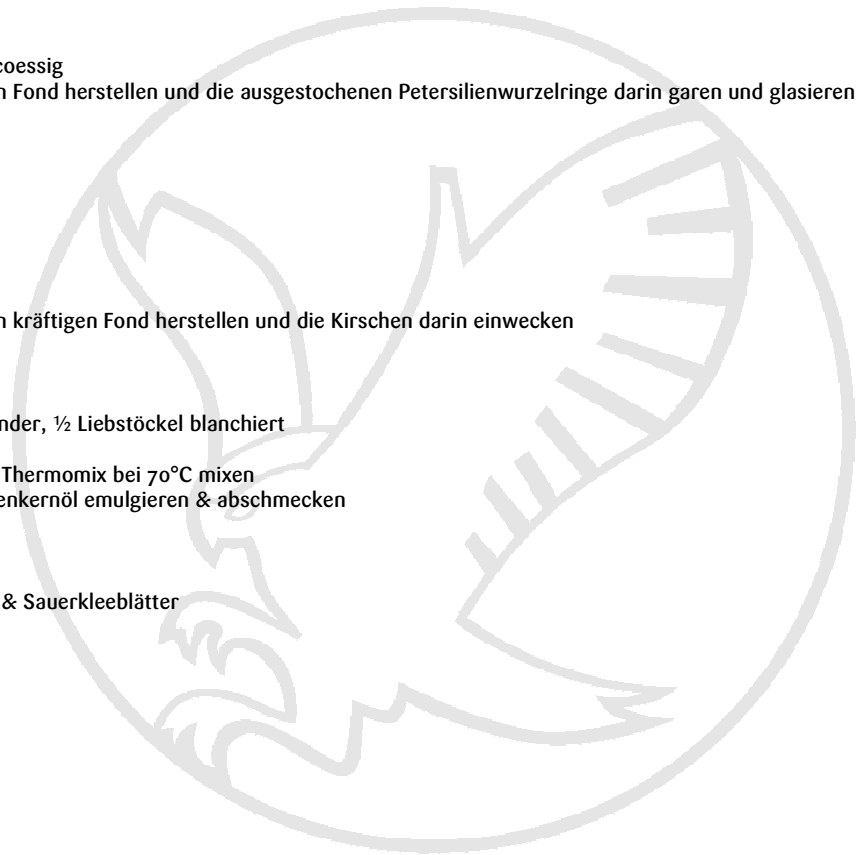 coessig
n Fond herstellen und die ausgestochenen Petersilienwurzelringe darin garen und glasieren
n kräftigen Fond herstellen und die Kirschen darin einwecken
nder, ½ Liebstöckel blanchiert
Thermomix bei 70°C mixen
enkernöl emulgieren & abschmecken
& Sauerkleeblätter